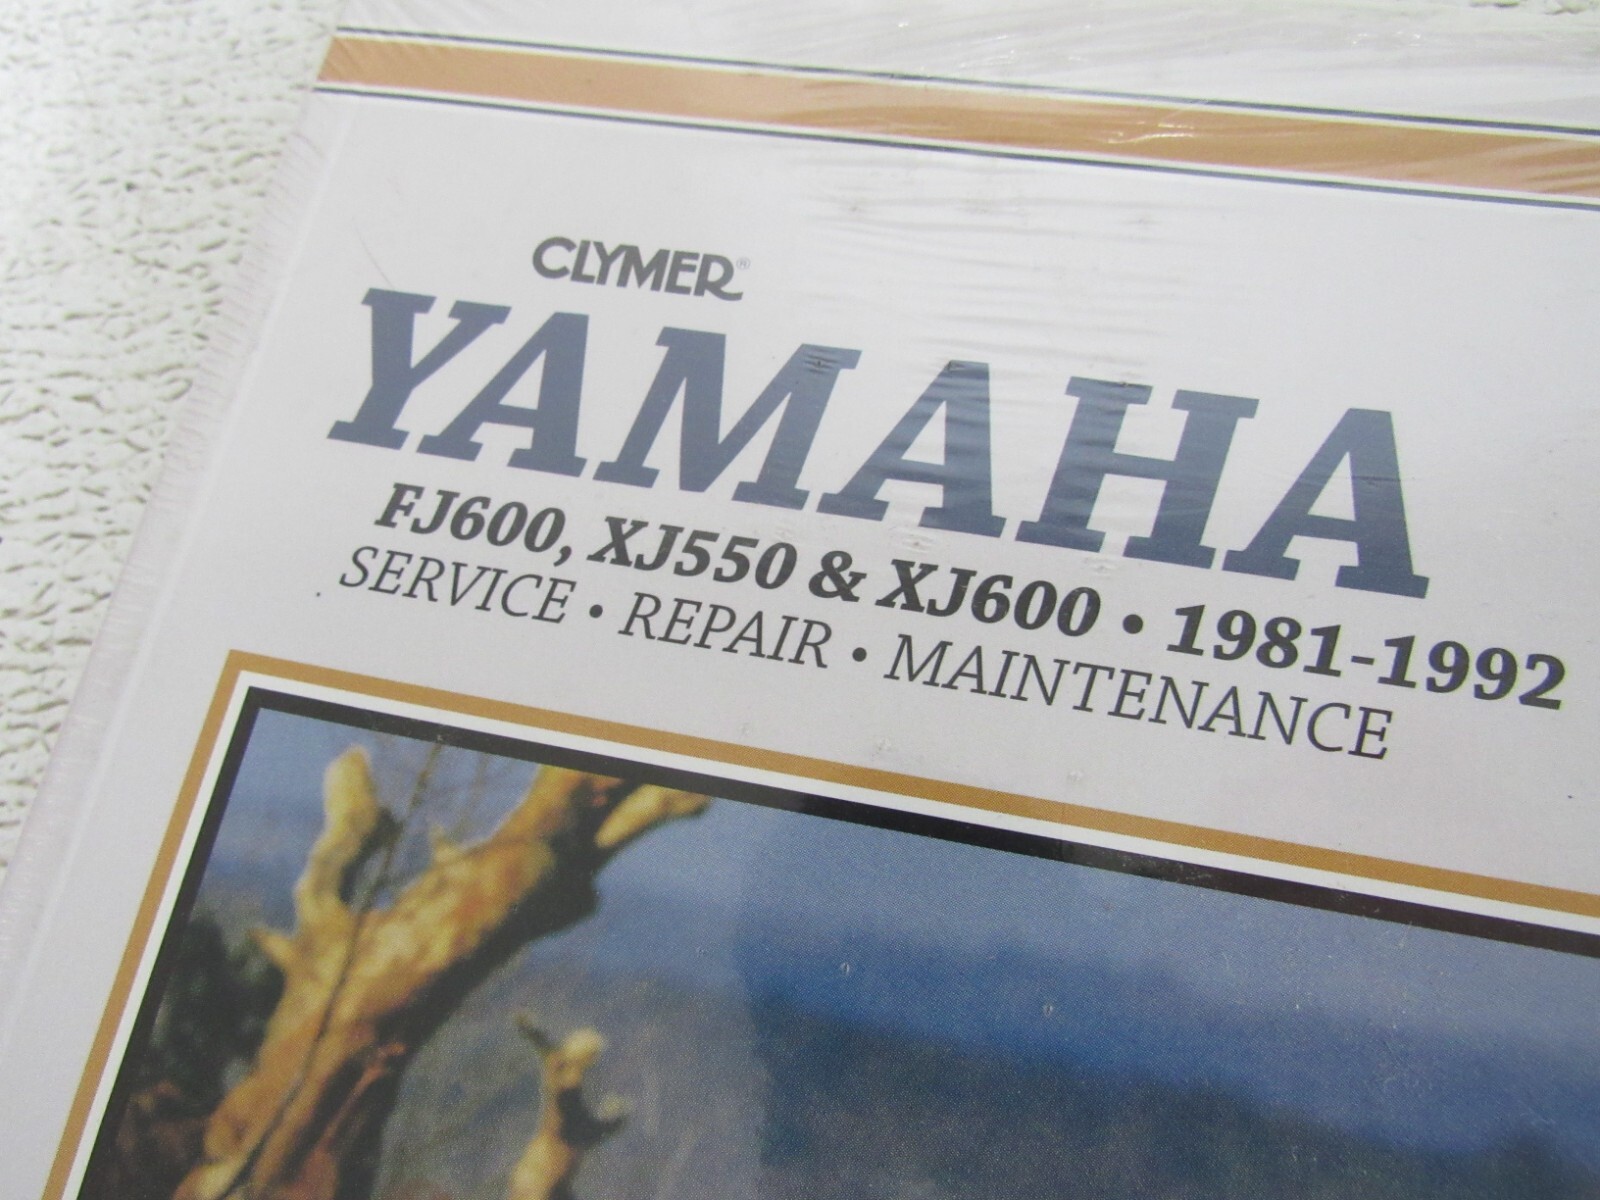 CLYMER®
YAMAHA
FJ600, XJ550 & XJ600 • 1981-1992
SERVICE • REPAIR • MAINTENANCE